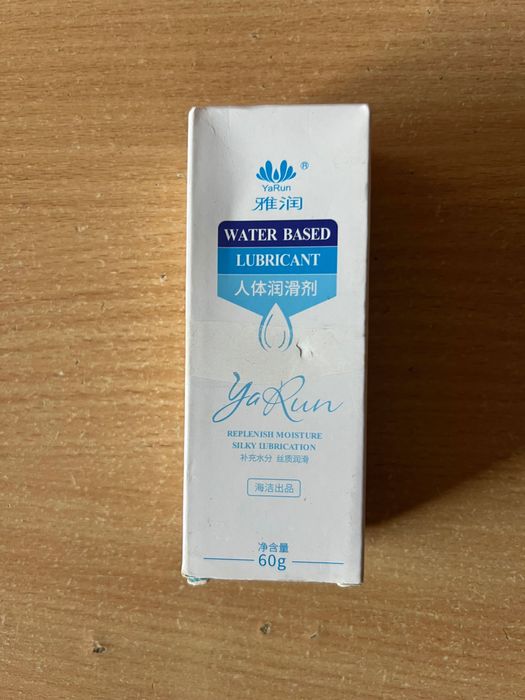 ®
YaRun
雅润
WATER BASED
LUBRICANT
人体润滑剂
YaRun
REPLENISH MOISTURE
SILKY LUBRICATION
补充水分 丝质润滑
海洁出品
净含量
60g